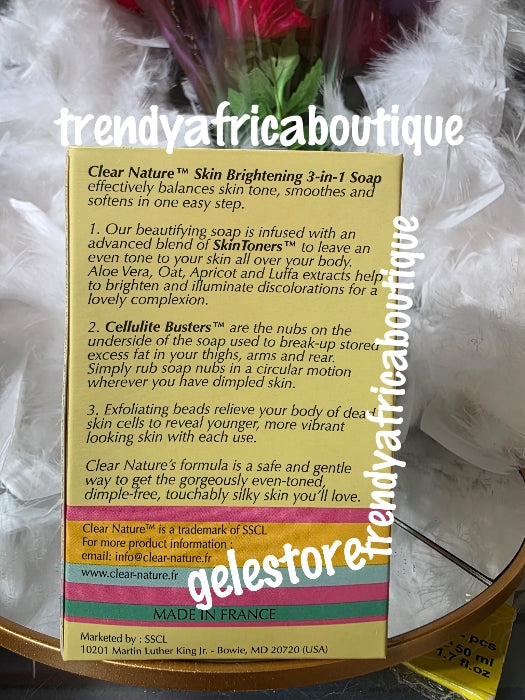 trendyafricaboutique
Clear Nature™ Skin Brightening 3-in-1 Soap
effectively balances skin tone, smoothes and
softens in one easy step.
1. Our beautifying soap is infused with an
advanced blend of SkinToners™ to leave an
even tone to your skin all over your body.
Aloe Vera, Oat, Apricot and Luffa extracts help
to brighten and illuminate discolorations for a
lovely complexion.
2. Cellulite Busters™ are the nubs on the
underside of the soap used to break-up stored
excess fat in your thighs, arms and rear.
Simply rub soap nubs in a circular motion
wherever you have dimpled skin.
3. Exfoliating beads relieve your body of dead
skin cells to reveal younger, more vibrant
looking skin with each use.
Clear Nature's formula is a safe and gentle
way to get the gorgeously even-toned,
dimple-free, touchably silky skin you'll love.
Clear Nature™ is a trademark of SSCL
For more product information :
email: info@clear-nature.fr
www.clear-nature.fr
MADE IN FRANCE
Marketed by : SSCL
10201 Martin Luther King Jr. - Bowie, MD 20720 (USA)
trendyafricaboutique
gelestore
pcs
50 ml
1.7 fl.oz